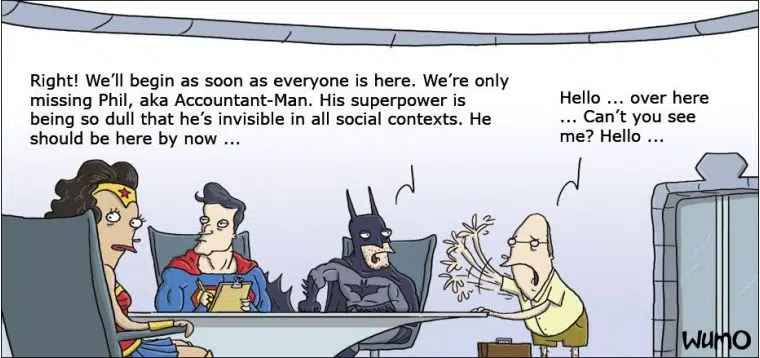 Right! We'll begin as soon as everyone is here. We're only
missing Phil, aka Accountant-Man. His superpower is
being so dull that he's invisible in all social contexts. He
should be here by now ...
Hello ... over here
... Can't you see
me? Hello ...
WUMO